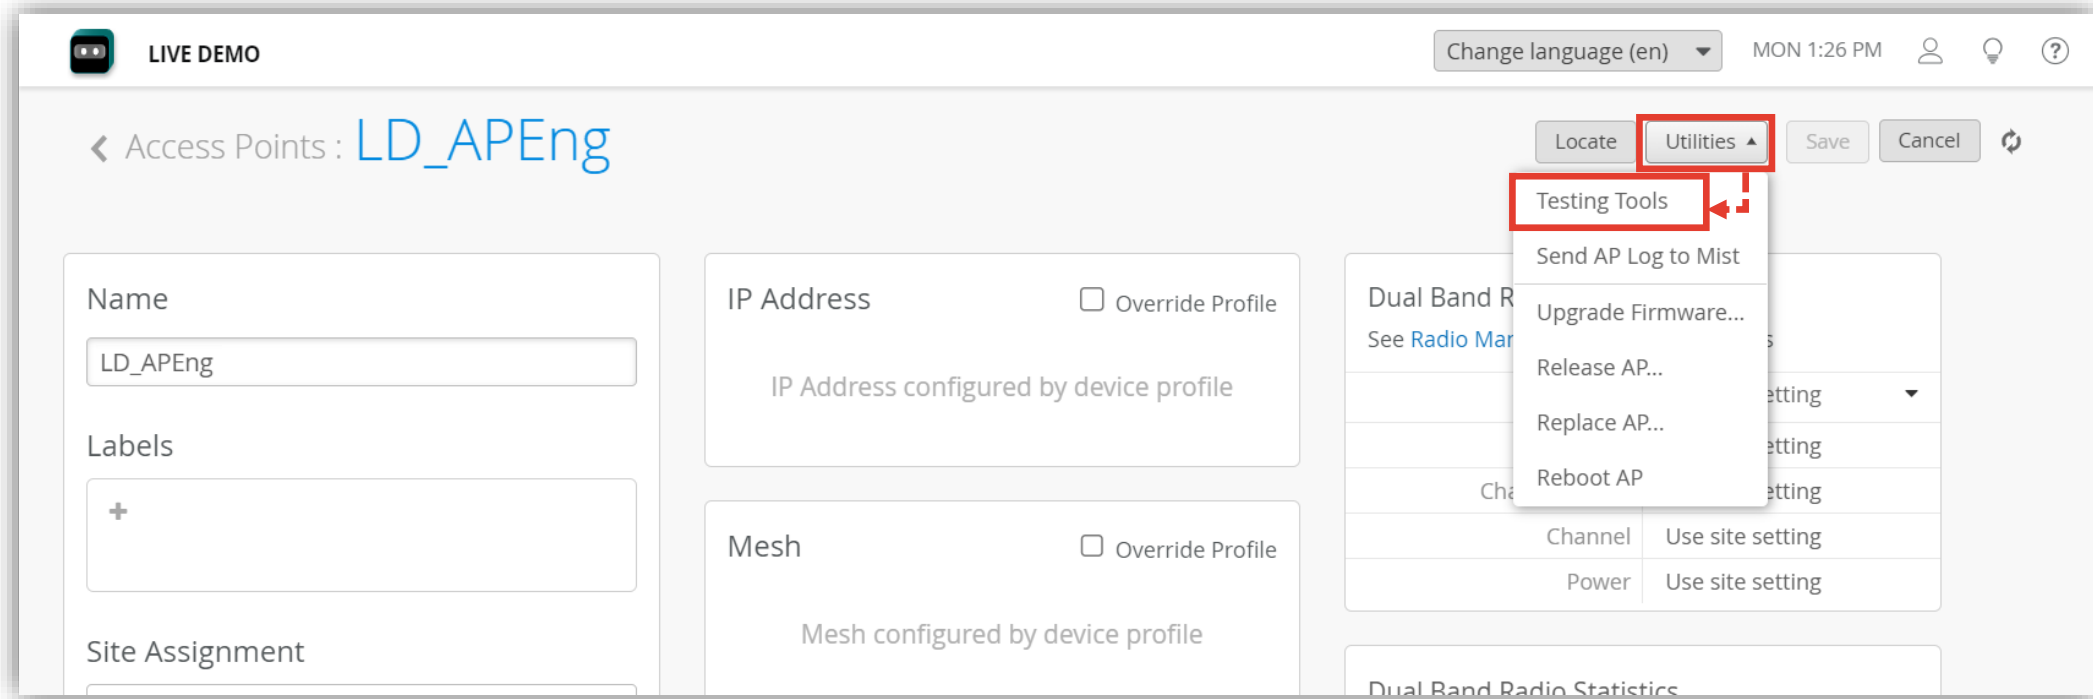 LIVE DEMO
Change language (en)
MON 1:26 PM
Access Points : LD_APEng
Locate
Utilities
Save
Cancel
Testing Tools
Send AP Log to Mist
Upgrade Firmware...
Release AP...
Replace AP...
Reboot AP
Name
LD_APEng
Labels
+
Site Assignment
IP Address
Override Profile
IP Address configured by device profile
Mesh
Override Profile
Mesh configured by device profile
Dual Band R
See Radio Mar
s
etting
etting
Cha
etting
Channel Use site setting
Power Use site setting
Dual Band Radio Statistics